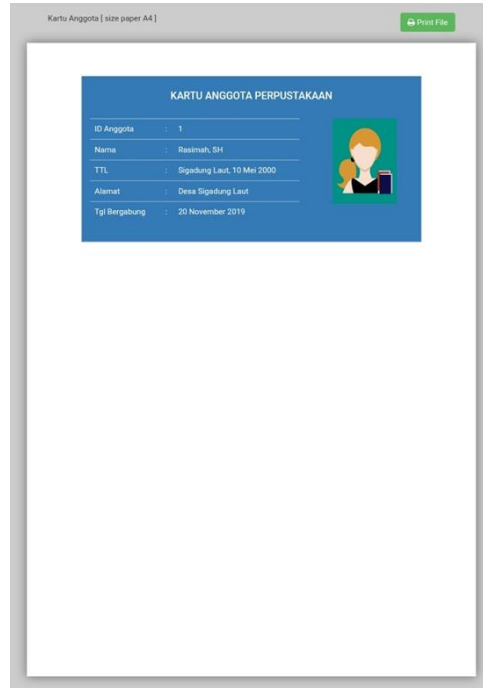 Kartu Anggota [ size paper A4 ]
Print File
KARTU ANGGOTA PERPUSTAKAAN
ID Anggota : 1
Nama : Rasimah, SH
TTL : Sigadung Laut, 10 Mei 2000
Alamat : Desa Sigadung Laut
Tgl Bergabung : 20 November 2019